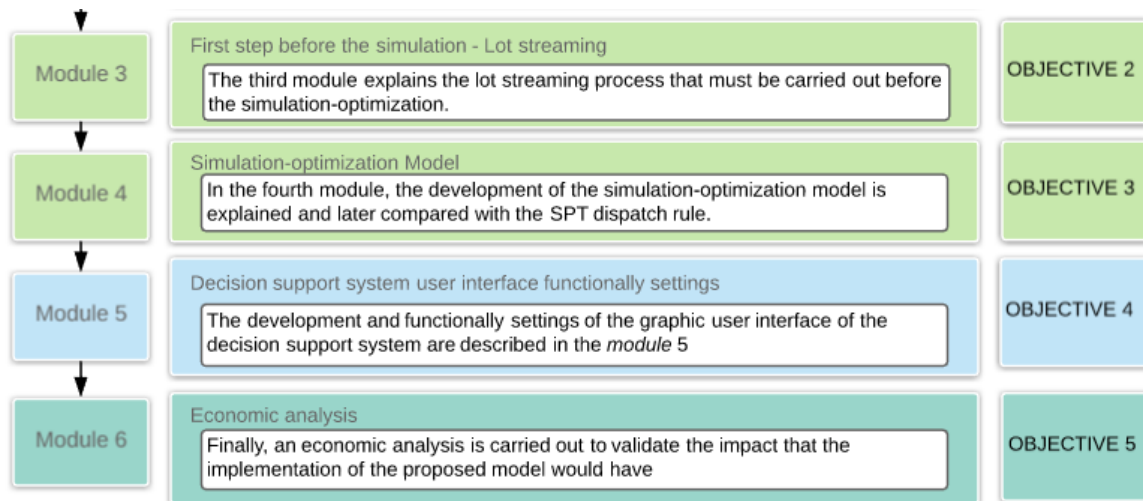 Module 3
First step before the simulation - Lot streaming
The third module explains the lot streaming process that must be carried out before
the simulation-optimization.
OBJECTIVE 2
Module 4
Simulation-optimization Model
In the fourth module, the development of the simulation-optimization model is
explained and later compared with the SPT dispatch rule.
OBJECTIVE 3
Module 5
Decision support system user interface functionally settings
The development and functionally settings of the graphic user interface of the
decision support system are described in the module 5
OBJECTIVE 4
Module 6
Economic analysis
Finally, an economic analysis is carried out to validate the impact that the
implementation of the proposed model would have
OBJECTIVE 5